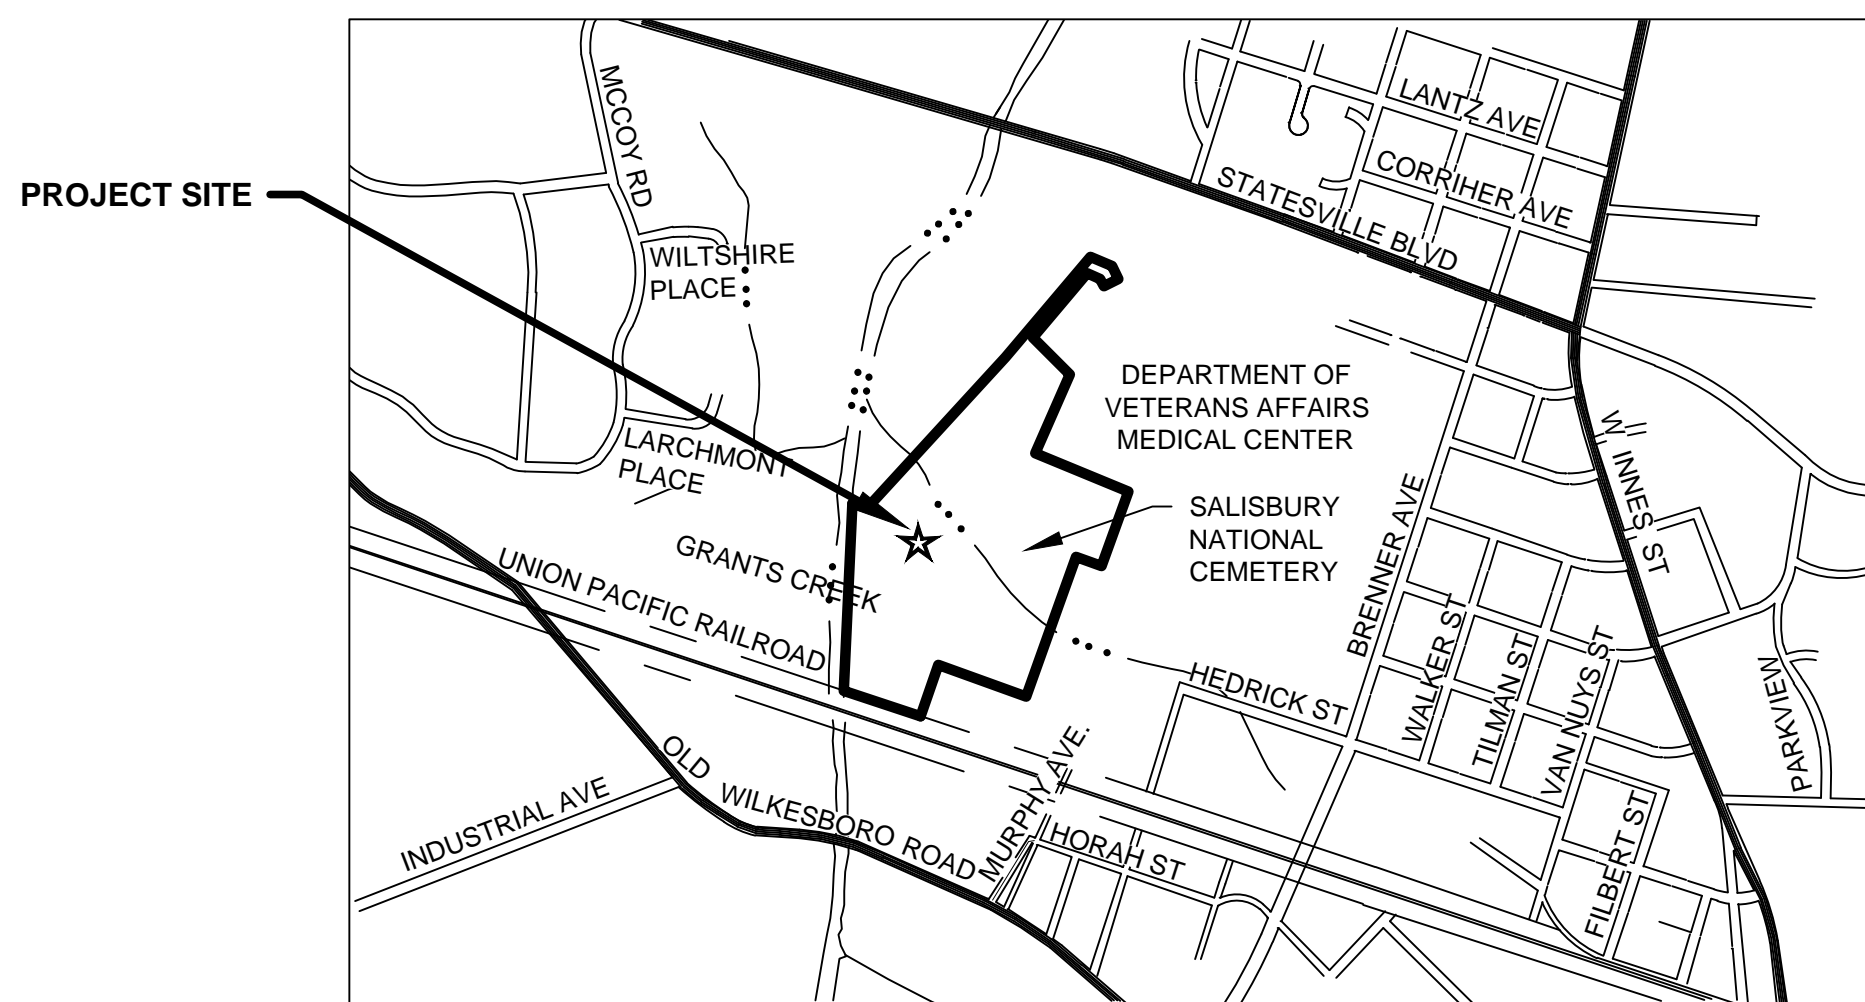 MCCOY RD
LANTZ AVE
CORRIHER AVE
STATESVILLE BLVD
PROJECT SITE
WILTSHIRE
PLACE
DEPARTMENT OF
VETERANS AFFAIRS
MEDICAL CENTER
LARCHMONT
PLACE
W INNES ST
SALISBURY
NATIONAL
CEMETERY
BRENNER AVE
GRANTS CREEK
UNION PACIFIC RAILROAD
WALKER ST
TILMAN ST
VAN NUYS ST
PARKVIEW
HEDRICK ST
MURPHY AVE.
OLD WILKESBORO ROAD
INDUSTRIAL AVE
HORAH ST
FILBERT ST